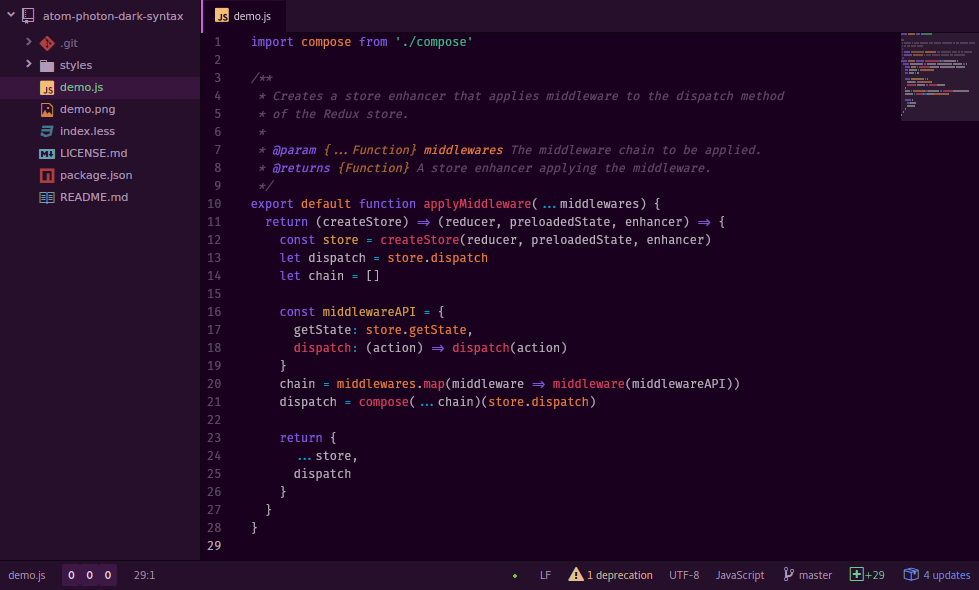 atom-photon-dark-syntax
.git
styles
demo.js
demo.png
index.less
LICENSE.md
package.json
README.md
demo.js
1 import compose from './compose'
2
3 /**
4  * Creates a store enhancer that applies middleware to the dispatch method
5  * of the Redux store.
6  *
7  * @param {...Function} middlewares The middleware chain to be applied.
8  * @returns {Function} A store enhancer applying the middleware.
9  */
10 export default function applyMiddleware(...middlewares) {
11   return (createStore) => (reducer, preloadedState, enhancer) => {
12     const store = createStore(reducer, preloadedState, enhancer)
13     let dispatch = store.dispatch
14     let chain = []
15
16     const middlewareAPI = {
17       getState: store.getState,
18       dispatch: (action) => dispatch(action)
19     }
20     chain = middlewares.map(middleware => middleware(middlewareAPI))
21     dispatch = compose(...chain)(store.dispatch)
22
23     return {
24       ...store,
25       dispatch
26     }
27   }
28 }
29
demo.js 0 0 0 29:1 LF 1 deprecation UTF-8 JavaScript master +29 4 updates